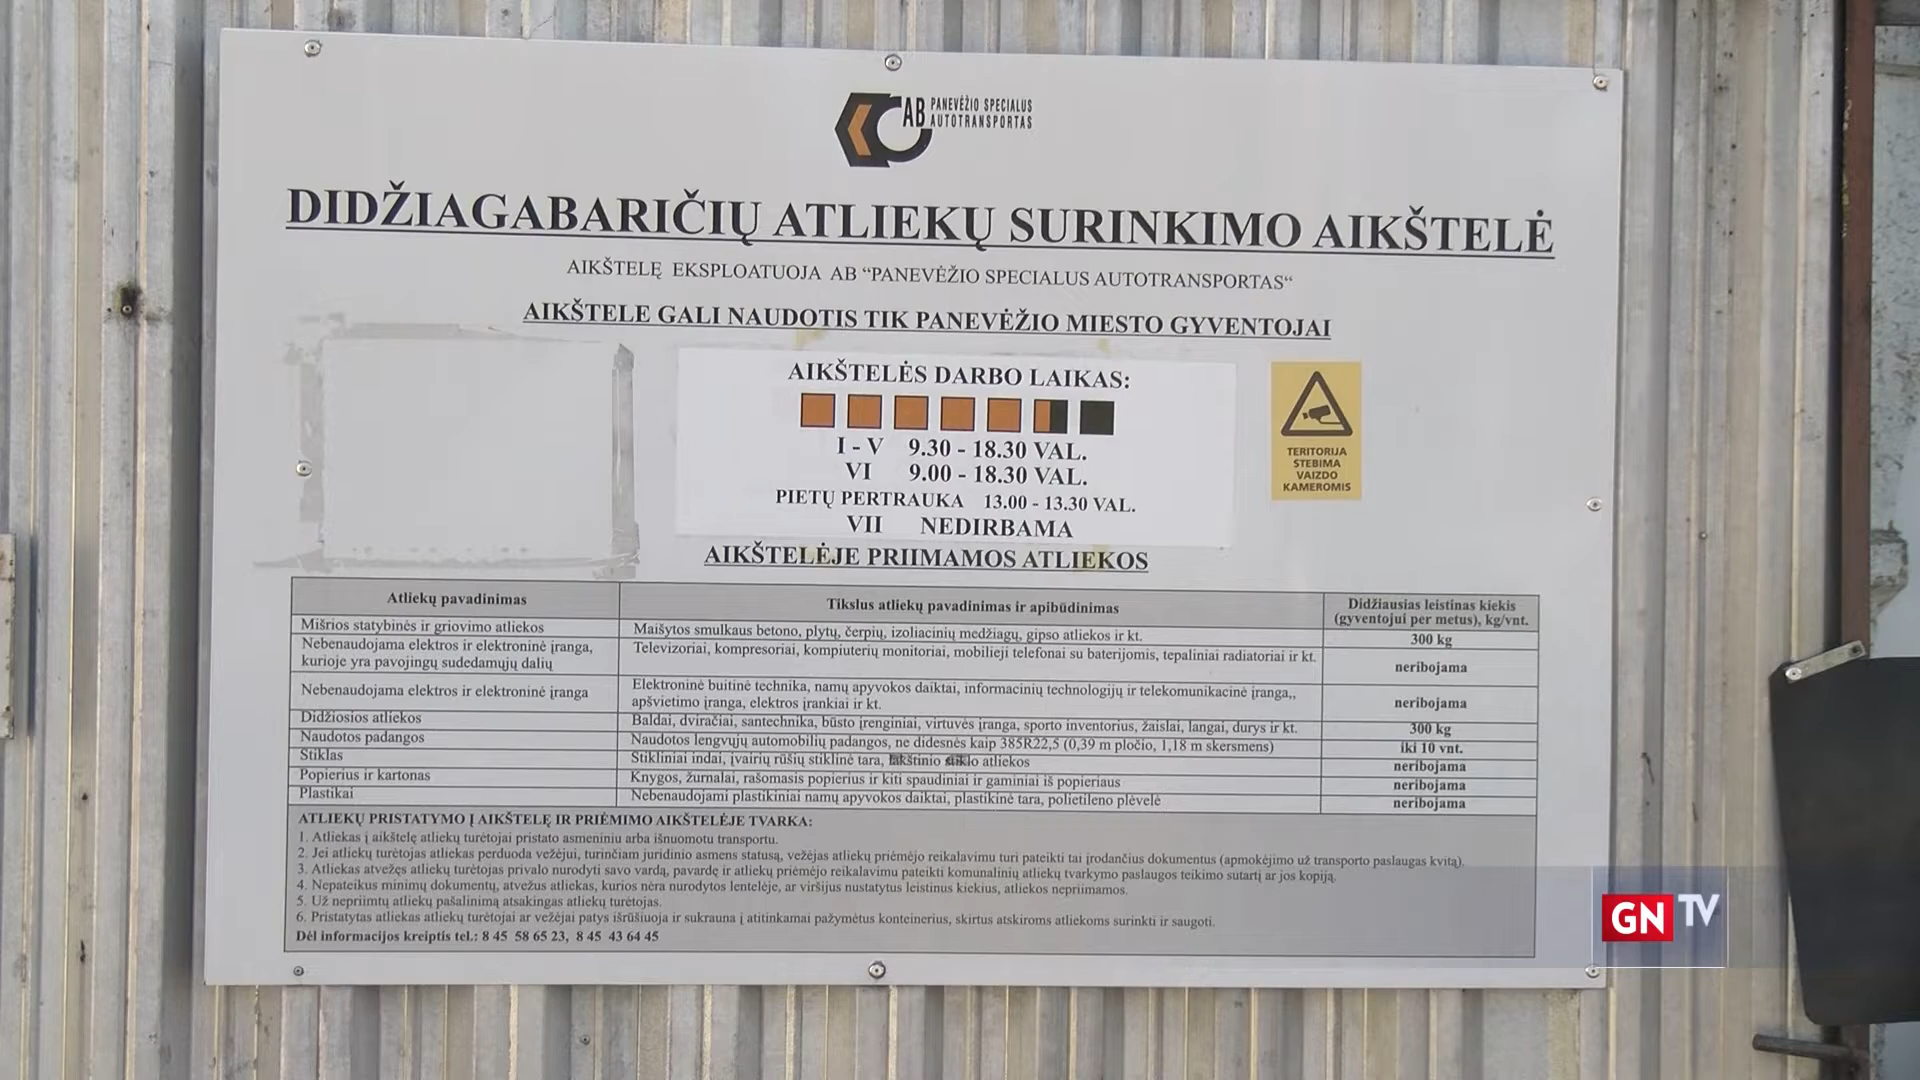 AB PANEVĖŽIO SPECIALUS
AUTOTRANSPORTAS
DIDŽIAGABARIČIŲ ATLIEKŲ SURINKIMO AIKŠTELĖ
AIKŠTELĘ EKSPLOATUOJA AB “PANEVĖŽIO SPECIALUS AUTOTRANSPORTAS“
AIKŠTELE GALI NAUDOTIS TIK PANEVĖŽIO MIESTO GYVENTOJAI
AIKŠTELĖS DARBO LAIKAS:
I - V 9.30 - 18.30 VAL.
VI 9.00 - 18.30 VAL.
PIETŲ PERTRAUKA 13.00 - 13.30 VAL.
VII NEDIRBAMA
TERITORIJA
STEBIMA
VAIZDO
KAMEROMIS
AIKŠTELĖJE PRIIMAMOS ATLIEKOS
Atliekų pavadinimas
Tikslus atliekų pavadinimas ir apibūdinimas
Didžiausias leistinas kiekis
(gyventojui per metus), kg/vnt.
Mišrios statybinės ir griovimo atliekos
Maišytos smulkaus betono, plytų, čerpių, izoliacinių medžiagų, gipso atliekos ir kt.
300 kg
Nebenaudojama elektros ir elektroninė įranga,
kurioje yra pavojingų sudedamųjų dalių
Televizoriai, kompresoriai, kompiuterių monitoriai, mobilieji telefonai su baterijomis, tepaliniai radiatoriai ir kt.
neribojama
Nebenaudojama elektros ir elektroninė įranga
Elektroninė buitinė technika, namų apyvokos daiktai, informacinių technologijų ir telekomunikacinė įranga,,
apšvietimo įranga, elektros įrankiai ir kt.
neribojama
Didžiosios atliekos
Baldai, dviračiai, santechnika, būsto įrenginiai, virtuvės įranga, sporto inventorius, žaislai, langai, durys ir kt.
300 kg
Naudotos padangos
Naudotos lengvųjų automobilių padangos, ne didesnės kaip 385R22,5 (0,39 m pločio, 1,18 m skersmens)
iki 10 vnt.
Stiklas
Stikliniai indai, įvairių rūšių stiklinė tara, lakštinio stiklo atliekos
neribojama
Popierius ir kartonas
Knygos, žurnalai, rašomasis popierius ir kiti spaudiniai ir gaminiai iš popieriaus
neribojama
Plastikai
Nebenaudojami plastikiniai namų apyvokos daiktai, plastikinė tara, polietileno plėvelė
neribojama
ATLIEKŲ PRISTATYMO Į AIKŠTELĘ IR PRIĖMIMO AIKŠTELĖJE TVARKA:
1. Atliekas į aikštelę atliekų turėtojai pristato asmeniniu arba išnuomotu transportu.
2. Jei atliekų turėtojas atliekas perduoda vežėjui, turinčiam juridinio asmens statusą, vežėjas atliekų priėmėjo reikalavimu turi pateikti tai įrodančius dokumentus (apmokėjimo už transporto paslaugas kvitą).
3. Atliekas atvežęs atliekų turėtojas privalo nurodyti savo vardą, pavardę ir atliekų priėmėjo reikalavimu pateikti komunalinių atliekų tvarkymo paslaugos teikimo sutartį ar jos kopiją.
4. Nepateikus minimų dokumentų, atvežus atliekas, kurios nėra nurodytos lentelėje, ar viršijus nustatytus leistinus kiekius, atliekos nepriimamos.
5. Už nepriimtų atliekų pašalinimą atsakingas atliekų turėtojas.
6. Pristatytas atliekas atliekų turėtojai ar vežėjai patys išrūšiuoja ir sukrauna į atitinkamai pažymėtus konteinerius, skirtus atskiroms atliekoms surinkti ir saugoti.
Dėl informacijos kreiptis tel.: 8 45 58 65 23, 8 45 43 64 45
GN TV